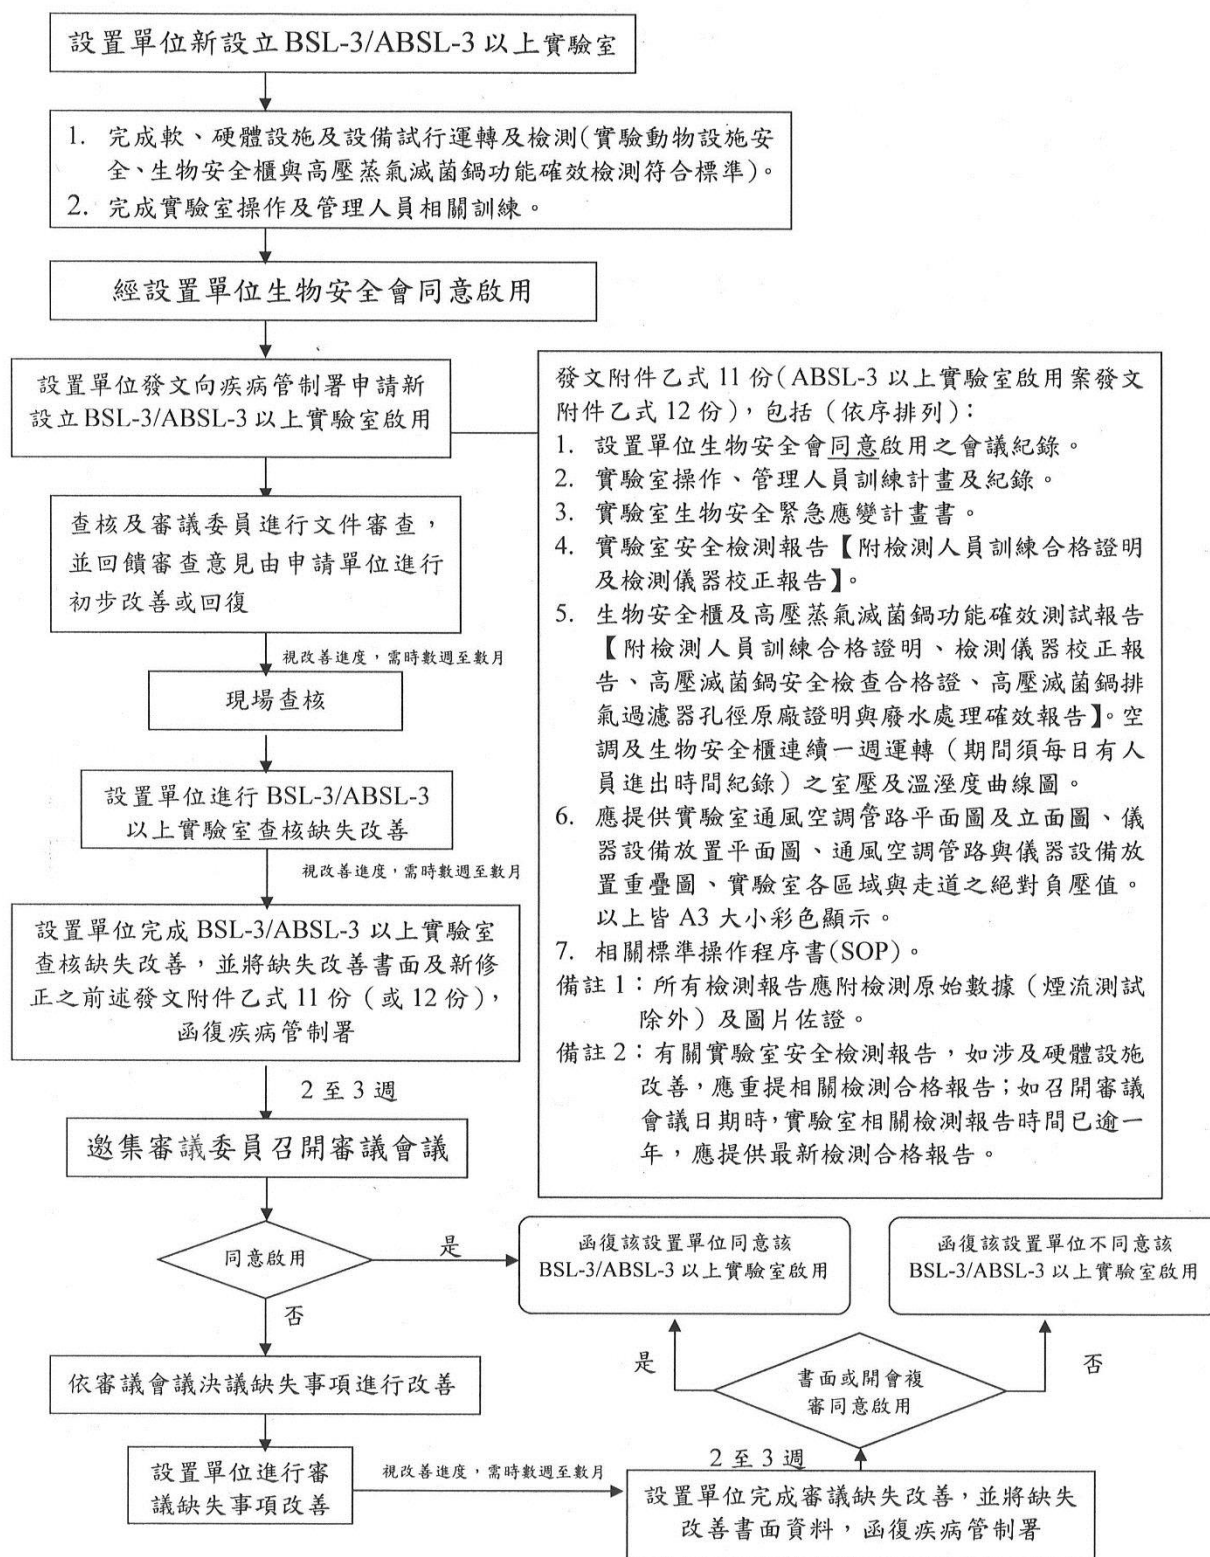 設置單位新設立 BSL-3/ABSL-3 以上實驗室
1. 完成軟、硬體設施及設備試行運轉及檢測(實驗動物設施安
全、生物安全櫃與高壓蒸氣滅菌鍋功能確效檢測符合標準)。
2. 完成實驗室操作及管理人員相關訓練。
經設置單位生物安全會同意啟用
設置單位發文向疾病管制署申請新
設立 BSL-3/ABSL-3 以上實驗室啟用
查核及審議委員進行文件審查，
並回饋審查意見由申請單位進行
初步改善或回復
視改善進度，需時數週至數月
現場查核
設置單位進行 BSL-3/ABSL-3
以上實驗室查核缺失改善
視改善進度，需時數週至數月
設置單位完成 BSL-3/ABSL-3 以上實驗室
查核缺失改善，並將缺失改善書面及新修
正之前述發文附件乙式 11 份（或 12 份），
函復疾病管制署
2 至 3 週
邀集審議委員召開審議會議
發文附件乙式 11 份（ABSL-3 以上實驗室啟用案發文
附件乙式 12 份），包括（依序排列）：
1. 設置單位生物安全會同意啟用之會議紀錄。
2. 實驗室操作、管理人員訓練計畫及紀錄。
3. 實驗室生物安全緊急應變計畫書。
4. 實驗室安全檢測報告【附檢測人員訓練合格證明
及檢測儀器校正報告】。
5. 生物安全櫃及高壓蒸氣滅菌鍋功能確效測試報告
【附檢測人員訓練合格證明、檢測儀器校正報
告、高壓滅菌鍋安全檢查合格證、高壓滅菌鍋排
氣過濾器孔徑原廠證明與廢水處理確效報告】。空
調及生物安全櫃連續一週運轉（期間須每日有人
員進出時間紀錄）之室壓及溫溼度曲線圖。
6. 應提供實驗室通風空調管路平面圖及立面圖、儀
器設備放置平面圖、通風空調管路與儀器設備放
置重疊圖、實驗室各區域與走道之絕對負壓值。
以上皆 A3 大小彩色顯示。
7. 相關標準操作程序書(SOP)。
備註 1：所有檢測報告應附檢測原始數據（煙流測試
除外）及圖片佐證。
備註 2：有關實驗室安全檢測報告，如涉及硬體設施
改善，應重提相關檢測合格報告；如召開審議
會議日期時，實驗室相關檢測報告時間已逾一
年，應提供最新檢測合格報告。
同意啟用
是
函復該設置單位同意該
BSL-3/ABSL-3 以上實驗室啟用
函復該設置單位不同意該
BSL-3/ABSL-3 以上實驗室啟用
否
依審議會議決議缺失事項進行改善
是
書面或開會複
審同意啟用
否
設置單位進行審
議缺失事項改善
視改善進度，需時數週至數月
2 至 3 週
設置單位完成審議缺失改善，並將缺失
改善書面資料，函復疾病管制署